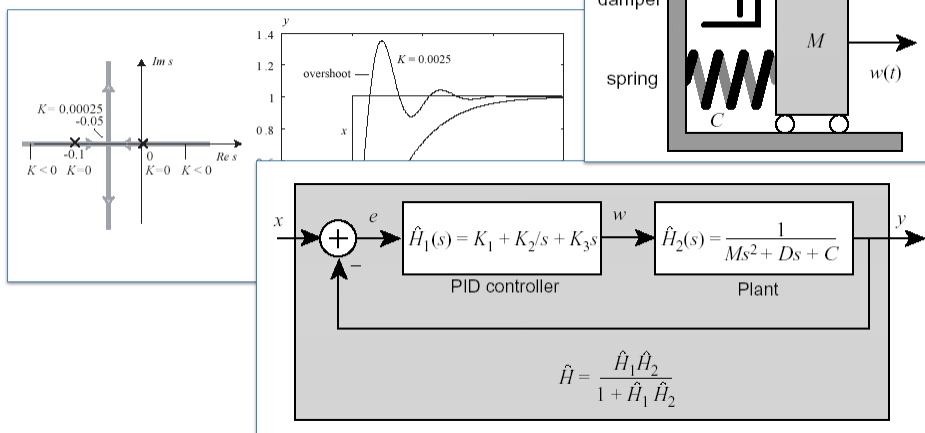 Im s
K= 0,00025
-0.05
-0.1
0
Re s
K < 0 K=0 K=0 K < 0
y
1.4
1.2
1
0.8
overshoot
K = 0.0025
x
damper
spring
C
M
w(t)
x
e
w
y
+
−
Ĥ₁(s) = K₁ + K₂/s + K₃s
PID controller
Ĥ₂(s) = 1 / (Ms² + Ds + C)
Plant
Ĥ = Ĥ₁Ĥ₂ / (1 + Ĥ₁ Ĥ₂)